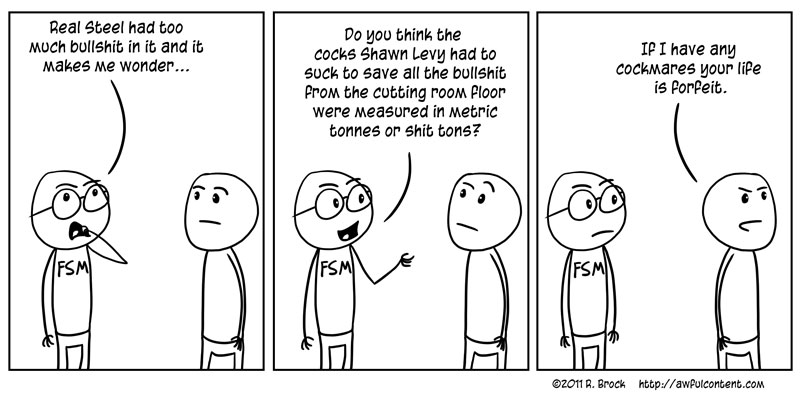 Real Steel had too
much bullshit in it and it
makes me wonder...
FSM
Do you think the
cocks Shawn Levy had to
suck to save all the bullshit
from the cutting room floor
were measured in metric
tonnes or shit tons?
FSM
If I have any
cockmares your life
is forfeit.
FSM
©2011 R. Brock http://awfulcontent.com